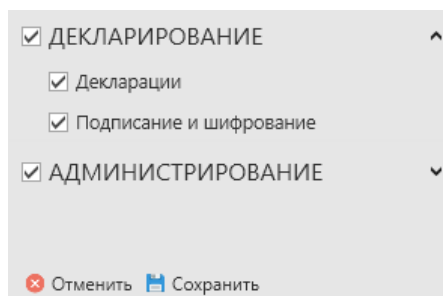 ДЕКЛАРИРОВАНИЕ
Декларации
Подписание и шифрование
АДМИНИСТРИРОВАНИЕ
Отменить Сохранить